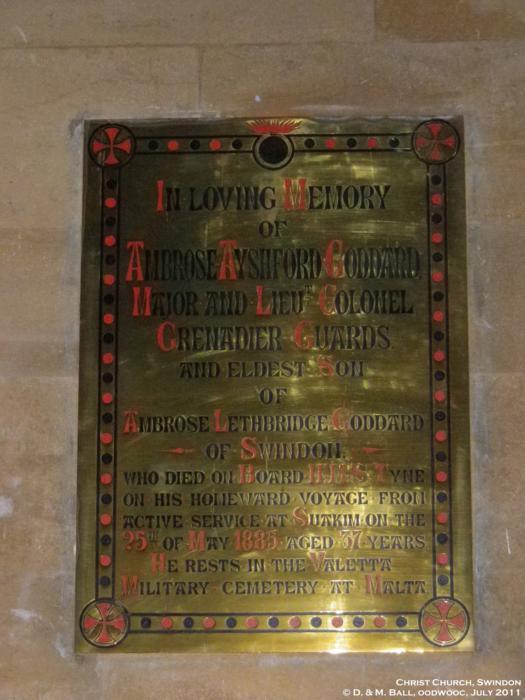 In loving Memory
of
Ambrose Ayshford Goddard,
Major and Lieut Colonel
Grenadier Guards.
and eldest Son
of
Ambrose Lethbridge Goddard
of Swindon.
who died on Board H.M.S. Tyne
on his homeward voyage from
active service at Suakim on the
25th of May 1885 aged 37 years
He rests in the Valetta
Military Cemetery at Malta.
Christ Church, Swindon
© D. & M. Ball, oodwooc, July 2011